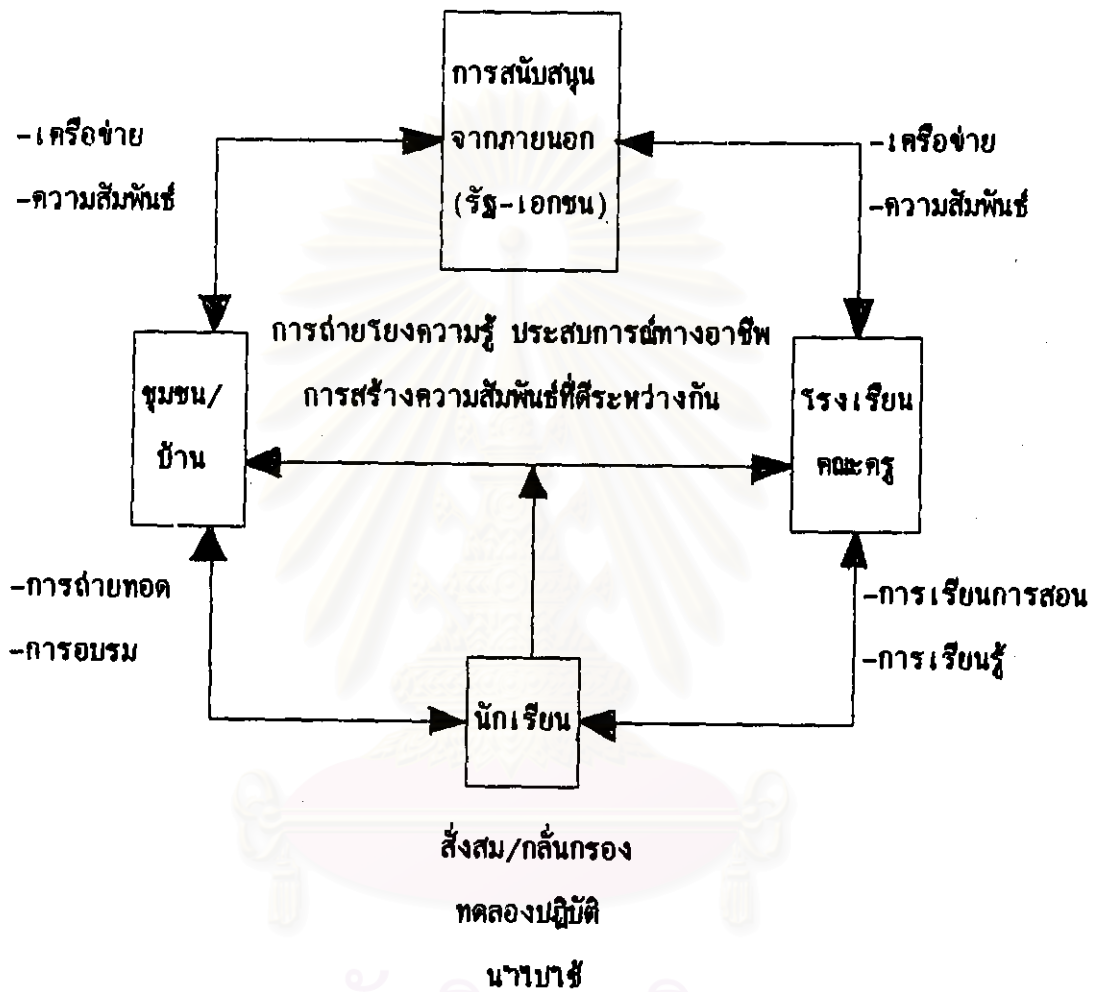 การสนับสนุน
จากภายนอก
(รัฐ-เอกชน)
-เครือข่าย
-ความสัมพันธ์
-เครือข่าย
-ความสัมพันธ์
การถ่ายโยงความรู้ ประสบการณ์ทางอาชีพ
การสร้างความสัมพันธ์ที่ดีระหว่างกัน
ชุมชน/
บ้าน
โรงเรียน
คณะครู
-การถ่ายทอด
-การอบรม
-การเรียนการสอน
-การเรียนรู้
นักเรียน
สั่งสม/กลั่นกรอง
ทดลองปฏิบัติ
นำไปใช้